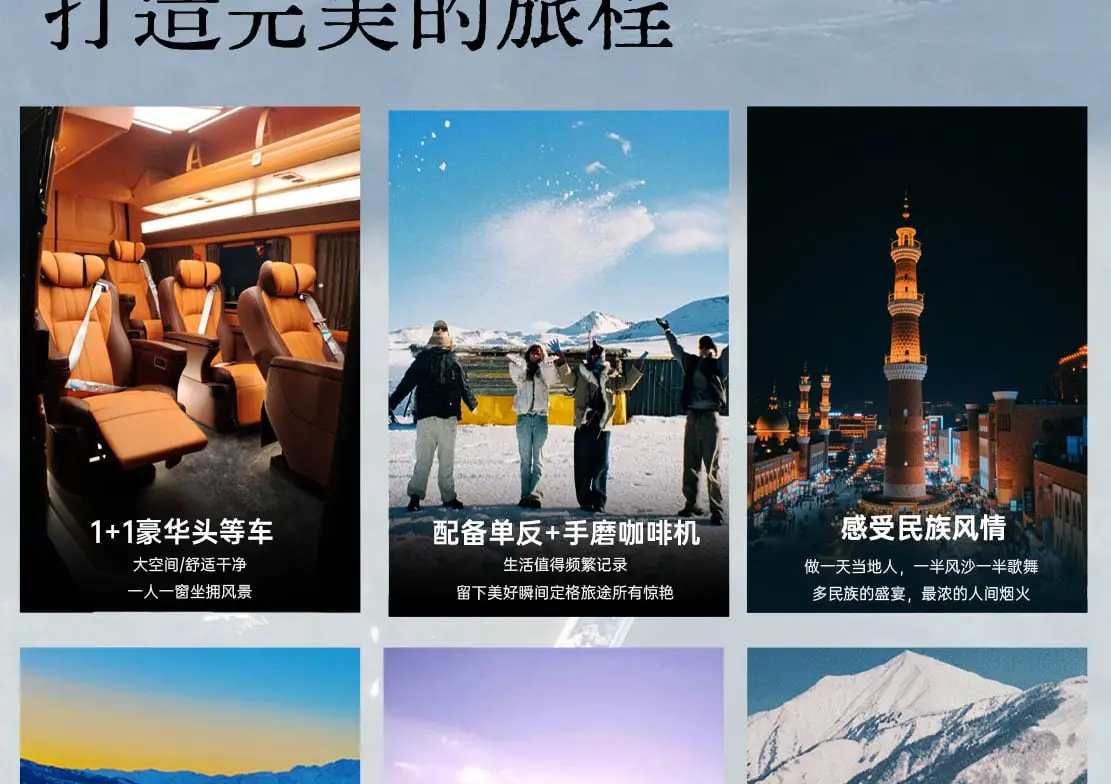 打造完美的旅程
1+1豪华头等车
大空间/舒适干净
一人一窗坐拥风景
配备单反+手磨咖啡机
生活值得频繁记录
留下美好瞬间定格旅途所有惊艳
感受民族风情
做一天当地人，一半风沙一半歌舞
多民族的盛宴，最浓的人间烟火